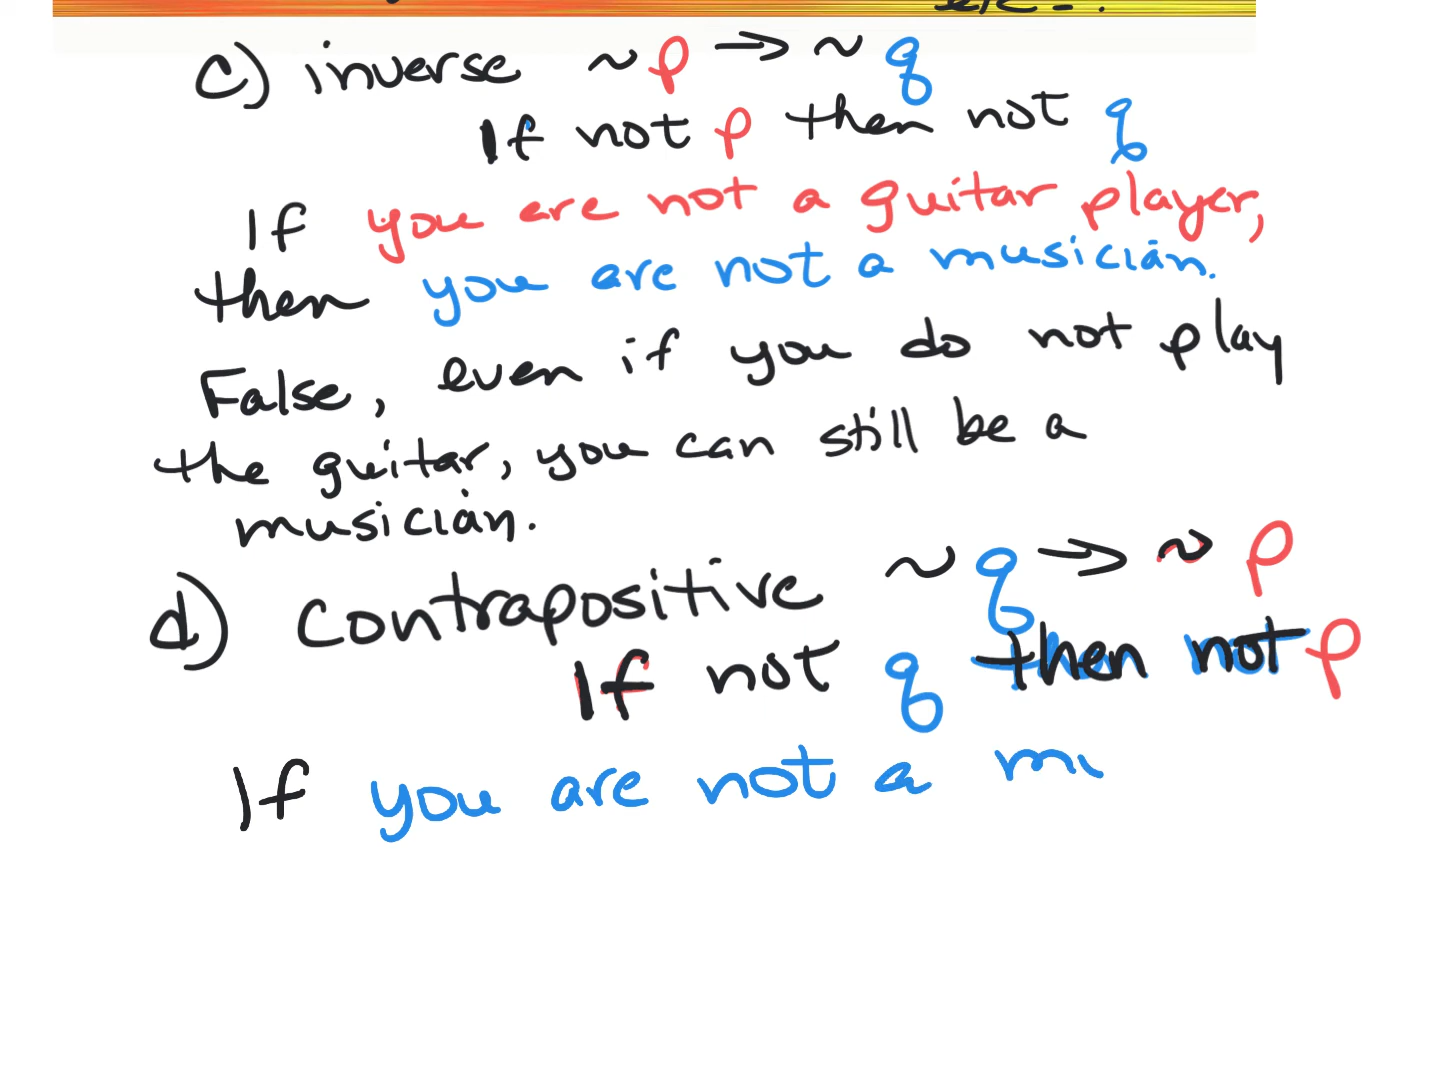 c) inverse ~p → ~q
If not p then not q
If you are not a guitar player,
then you are not a musician.
False, even if you do not play
the guitar, you can still be a
musician.
d) contrapositive ~q → ~p
If not q then not p
If you are not a mu